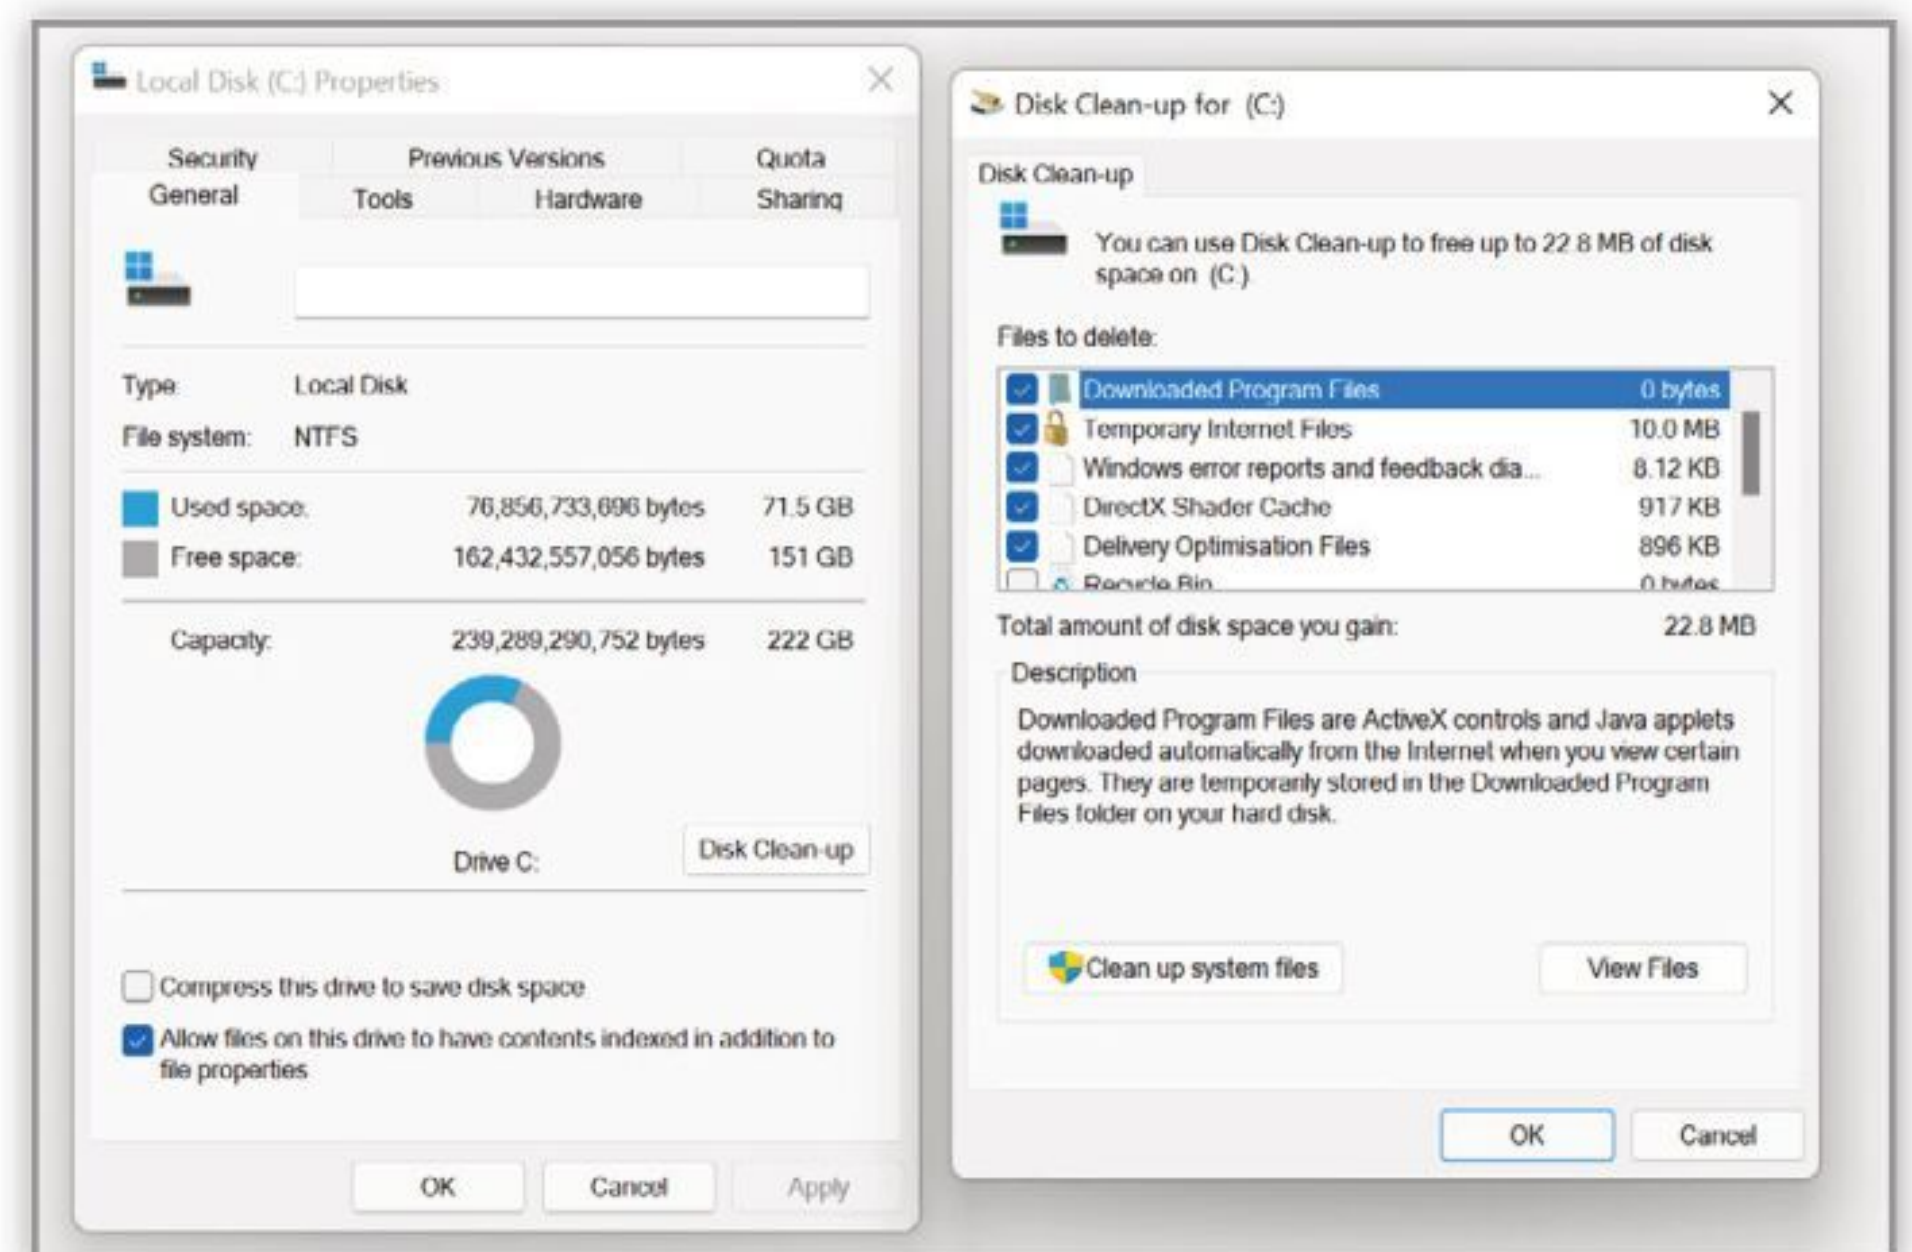 Local Disk (C:) Properties
Security Previous Versions Quota
General Tools Hardware Sharing
Type: Local Disk
File system: NTFS
Used space: 76,856,733,696 bytes 71.5 GB
Free space: 162,432,557,056 bytes 151 GB
Capacity: 239,289,290,752 bytes 222 GB
Drive C:
Disk Clean-up
Compress this drive to save disk space
Allow files on this drive to have contents indexed in addition to
file properties
OK Cancel Apply
Disk Clean-up for (C:)
Disk Clean-up
You can use Disk Clean-up to free up to 22.8 MB of disk
space on (C:).
Files to delete:
Downloaded Program Files 0 bytes
Temporary Internet Files 10.0 MB
Windows error reports and feedback dia... 8.12 KB
DirectX Shader Cache 917 KB
Delivery Optimisation Files 896 KB
Recycle Bin 0 bytes
Total amount of disk space you gain: 22.8 MB
Description
Downloaded Program Files are ActiveX controls and Java applets
downloaded automatically from the Internet when you view certain
pages. They are temporarily stored in the Downloaded Program
Files folder on your hard disk.
Clean up system files
View Files
OK Cancel